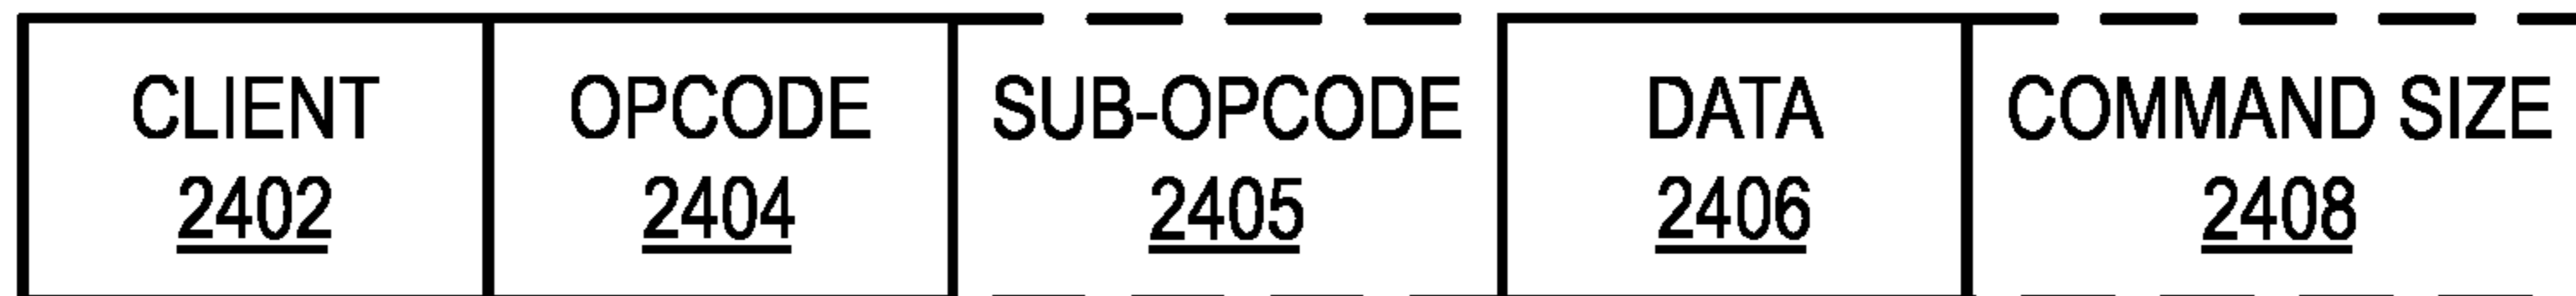 CLIENT
2402
OPCODE
2404
SUB-OPCODE
2405
DATA
2406
COMMAND SIZE
2408